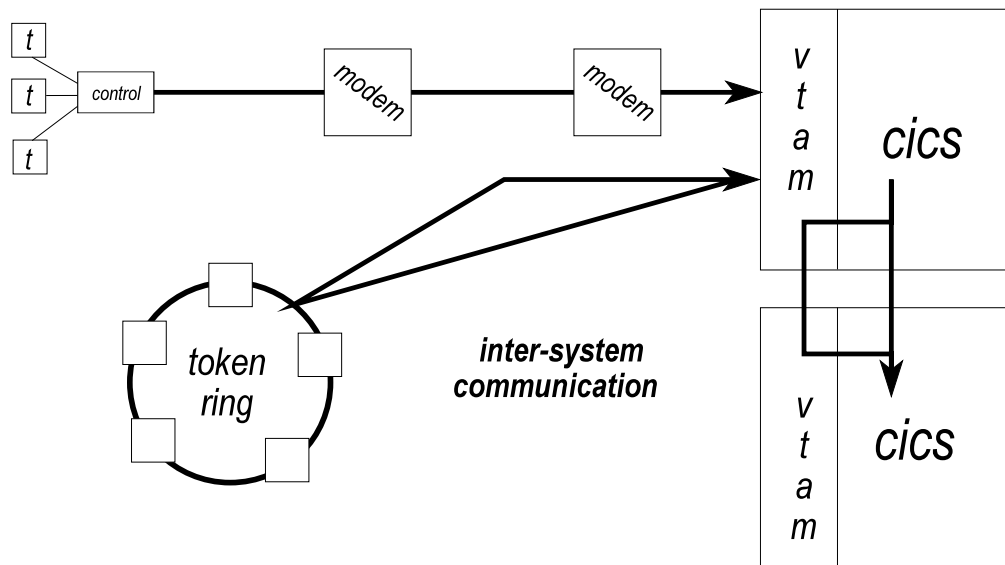 t
t
t
control
modem
modem
v
t
a
m
cics
token
ring
inter-system
communication
v
t
a
m
cics